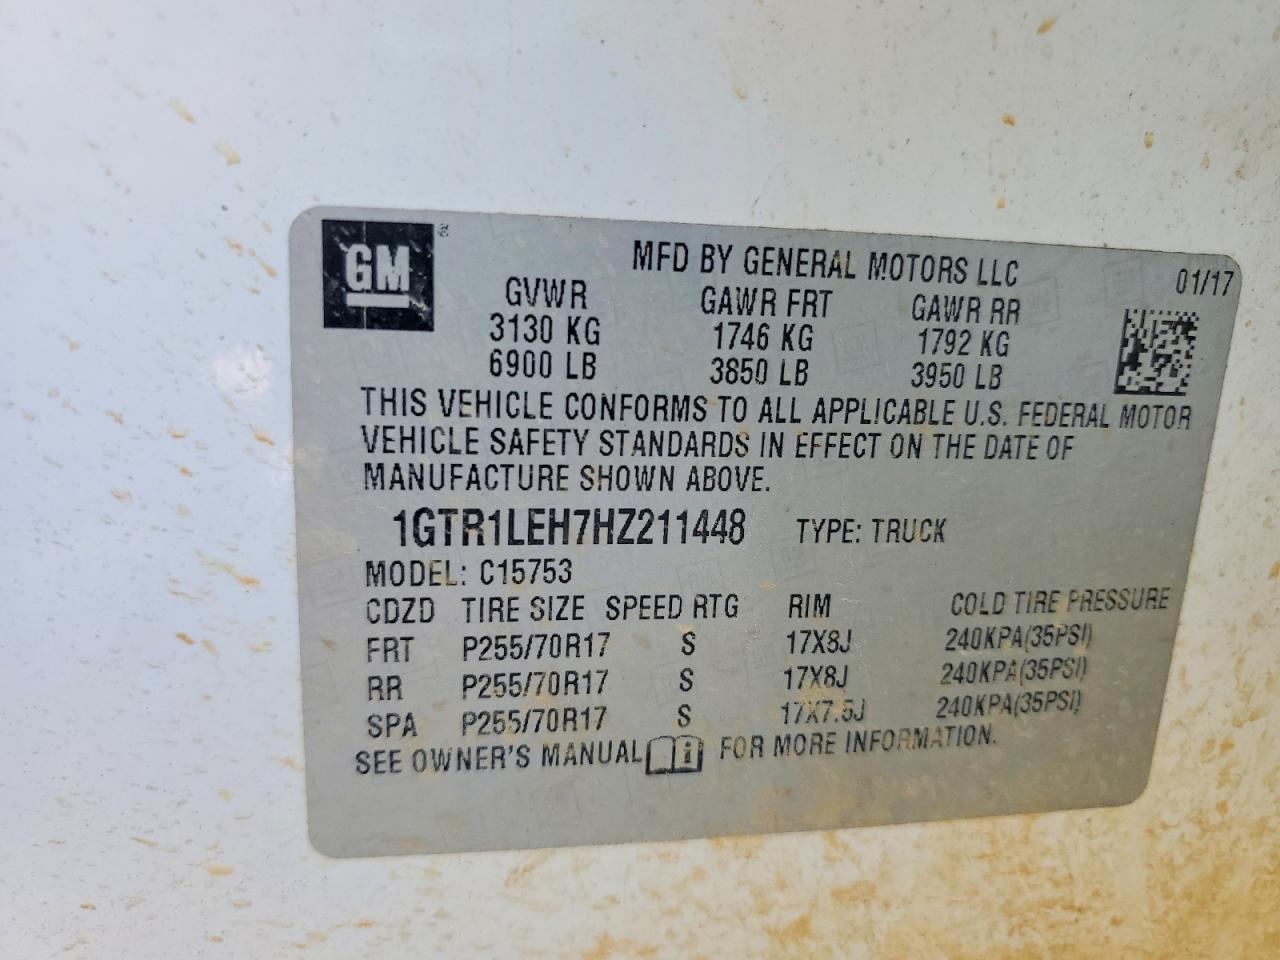 GM
MFD BY GENERAL MOTORS LLC 01/17
GVWR GAWR FRT GAWR RR
3130 KG 1746 KG 1792 KG
6900 LB 3850 LB 3950 LB
THIS VEHICLE CONFORMS TO ALL APPLICABLE U.S. FEDERAL MOTOR
VEHICLE SAFETY STANDARDS IN EFFECT ON THE DATE OF
MANUFACTURE SHOWN ABOVE.
1GTR1LEH7HZ211448 TYPE: TRUCK
MODEL: C15753
CDZD TIRE SIZE SPEED RTG RIM COLD TIRE PRESSURE
FRT P255/70R17 S 17X8J 240KPA(35PSI)
RR P255/70R17 S 17X8J 240KPA(35PSI)
SPA P255/70R17 S 17X7.5J 240KPA(35PSI)
SEE OWNER'S MANUAL FOR MORE INFORMATION.